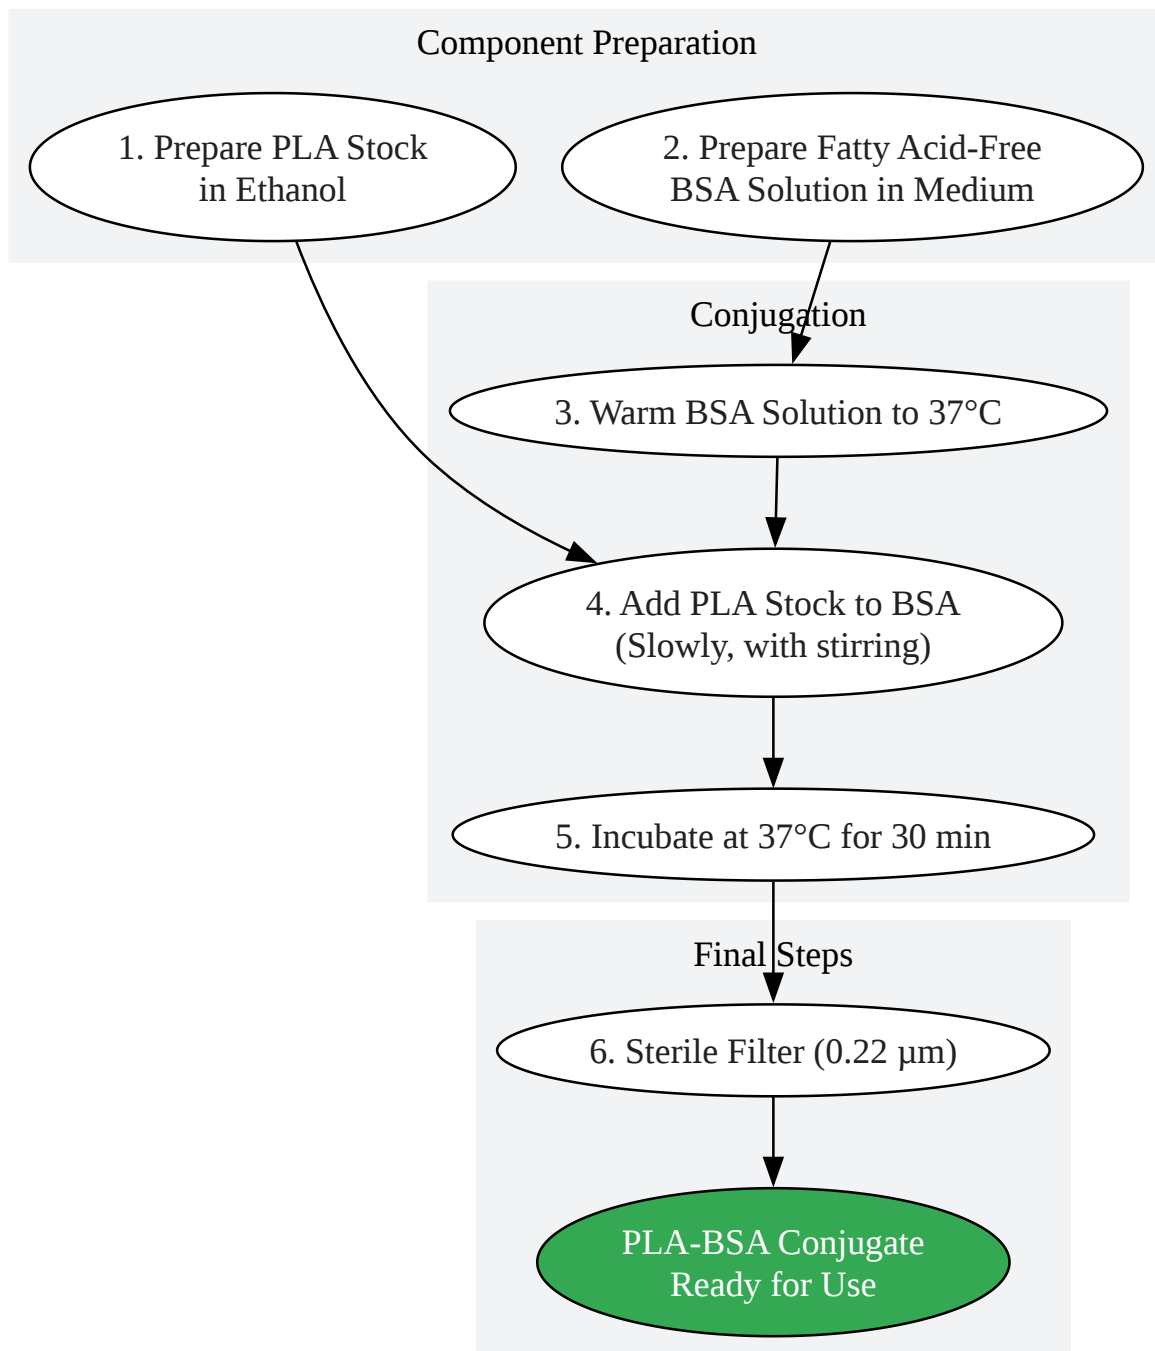 Component Preparation
1. Prepare PLA Stock
in Ethanol
2. Prepare Fatty Acid-Free
BSA Solution in Medium
Conjugation
3. Warm BSA Solution to 37°C
4. Add PLA Stock to BSA
(Slowly, with stirring)
5. Incubate at 37°C for 30 min
Final Steps
6. Sterile Filter (0.22 µm)
PLA-BSA Conjugate
Ready for Use